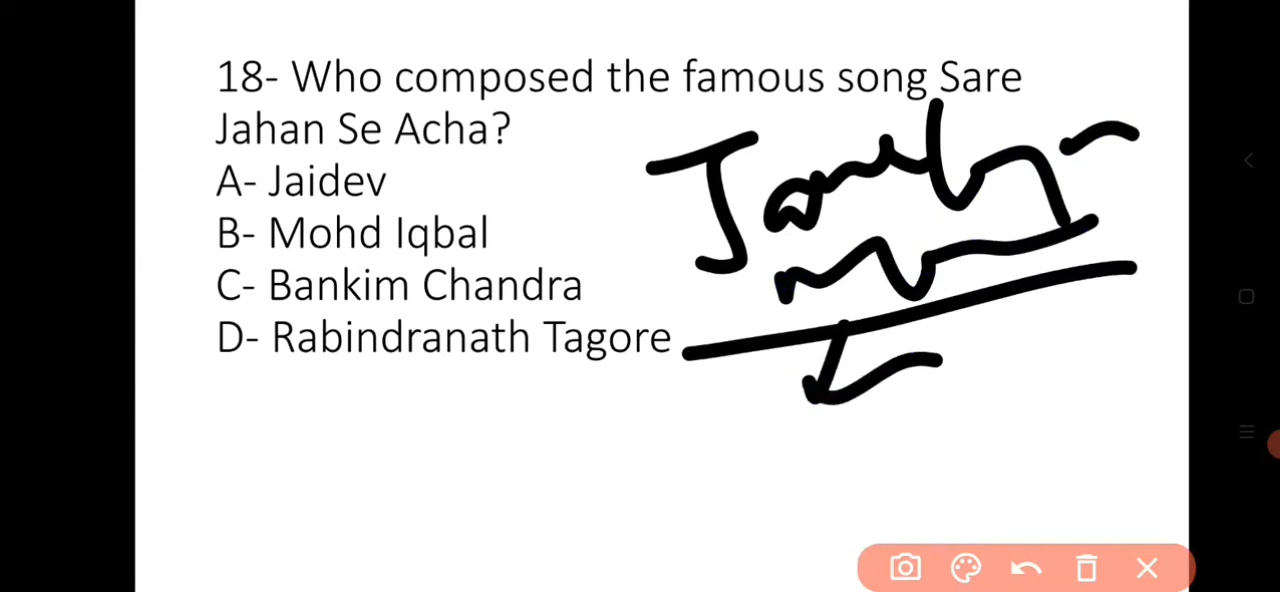 18- Who composed the famous song Sare
Jahan Se Acha?
A- Jaidev
B- Mohd Iqbal
C- Bankim Chandra
D- Rabindranath Tagore